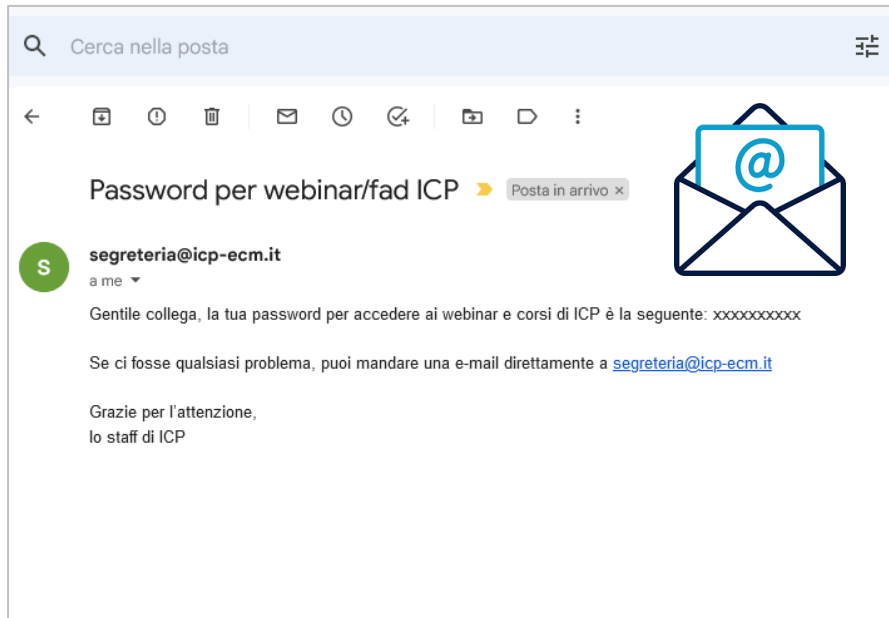 Cerca nella posta
@
Password per webinar/fad ICP Posta in arrivo ×
S
segreteria@icp-ecm.it
a me
Gentile collega, la tua password per accedere ai webinar e corsi di ICP è la seguente: xxxxxxxxxx
Se ci fosse qualsiasi problema, puoi mandare una e-mail direttamente a segreteria@icp-ecm.it
Grazie per l'attenzione,
lo staff di ICP